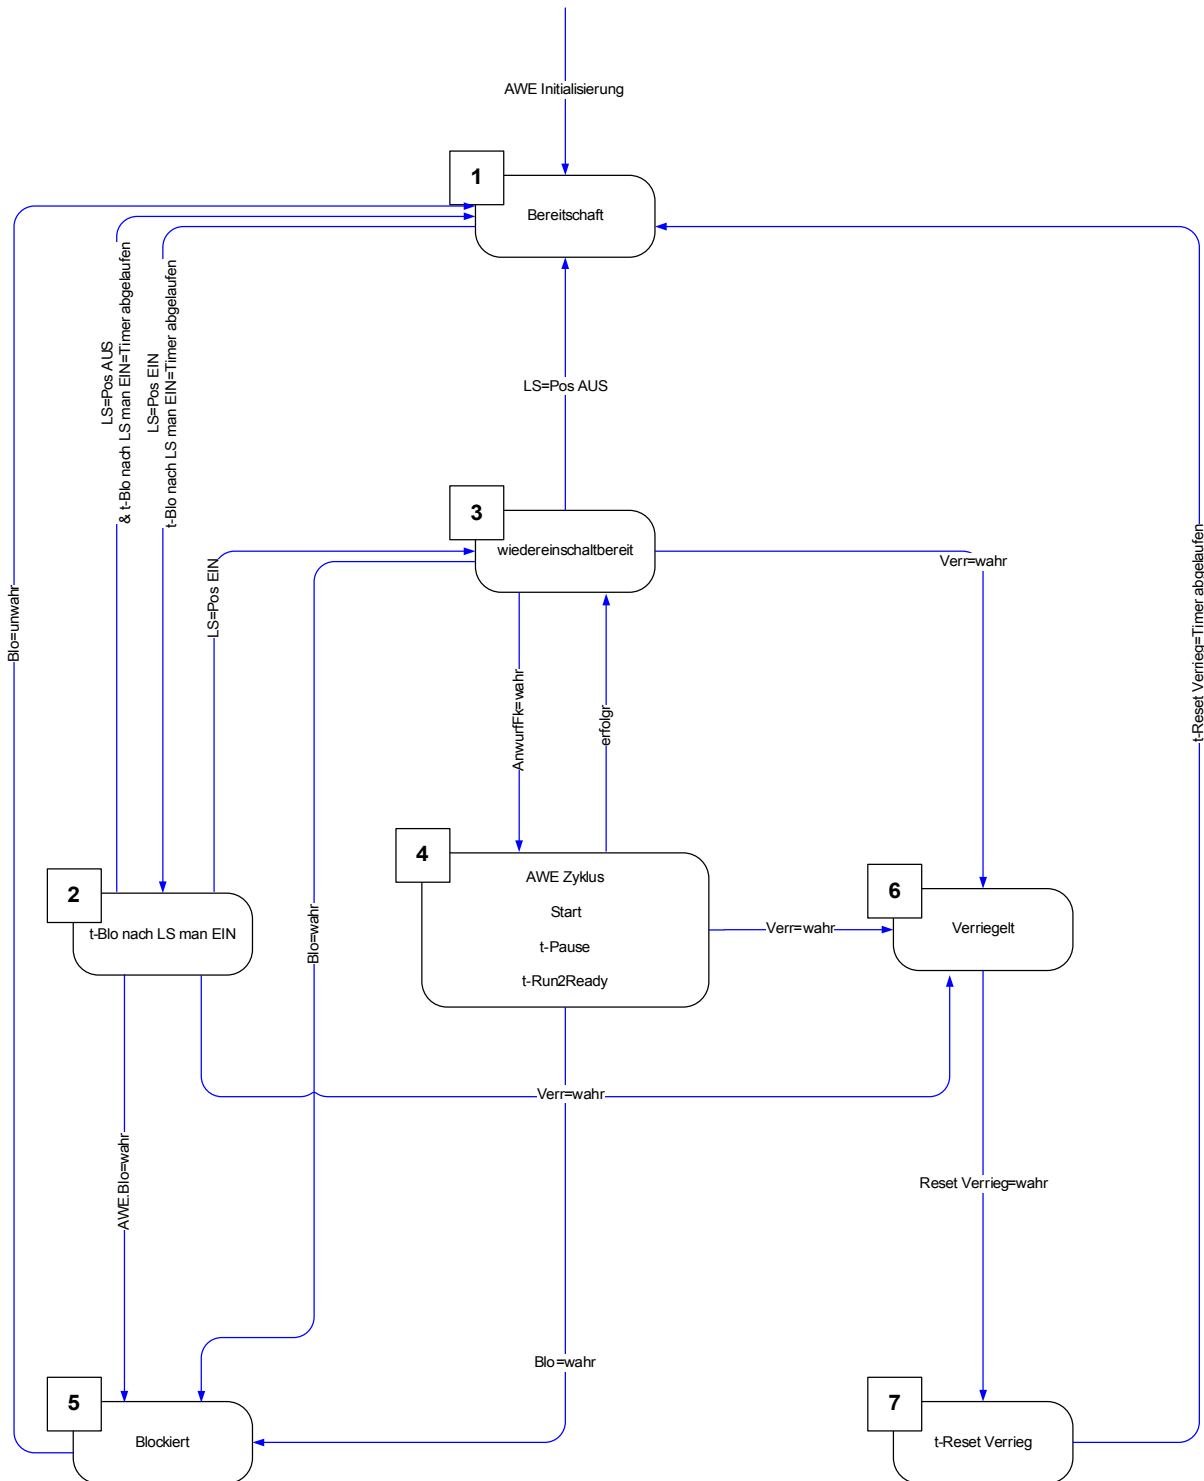 AWE Initialisierung
1
Bereitschaft
LS=Pos AUS
& t-Blo nach LS man EIN=Timer abgelaufen
LS=Pos EIN
t-Blo nach LS man EIN=Timer abgelaufen
LS=Pos AUS
3
wiedereinschaltbereit
Verr=wahr
t-Reset Verrieg=Timer abgelaufen
Blo=unwahr
LS=Pos EIN
AnwurfFk=wahr
erfolgr
4
AWE Zyklus
Start
t-Pause
t-Run2Ready
2
t-Blo nach LS man EIN
Blo=wahr
Verr=wahr
6
Verriegelt
Verr=wahr
AWE.Blo=wahr
Reset Verrieg=wahr
Blo=wahr
5
Blockiert
7
t-Reset Verrieg